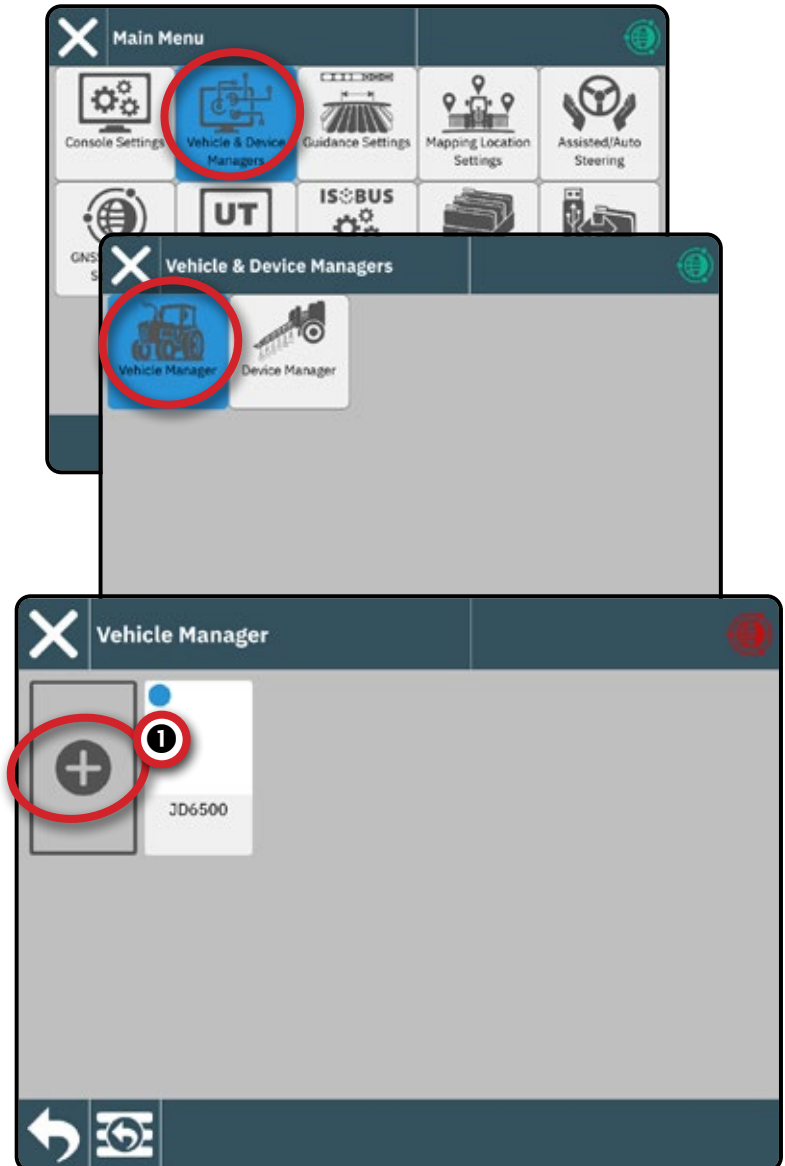 Main Menu
Console Settings
Vehicle & Device
Managers
Guidance Settings
Mapping Location
Settings
Assisted/Auto
Steering
UT
ISOBUS
GNSS
S
Vehicle & Device Managers
Vehicle Manager
Device Manager
Vehicle Manager
1
JD6500